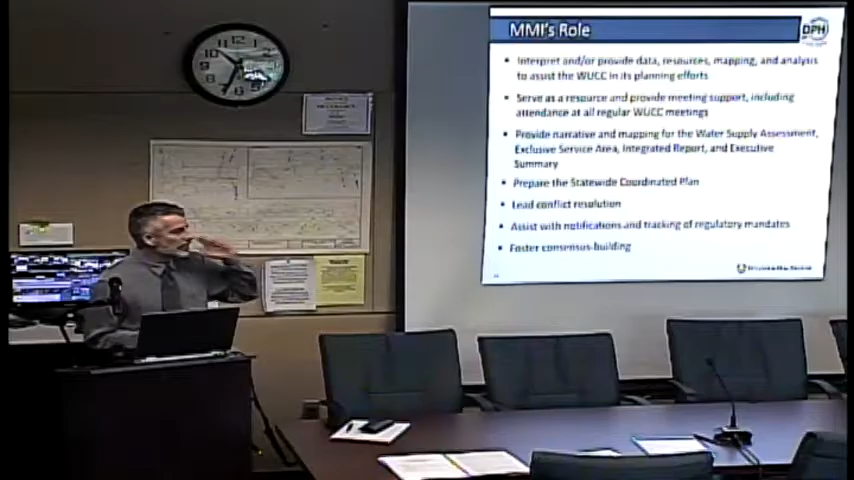 MMI's Role
DPH
• Interpret and/or provide data, resources, mapping, and analysis
to assist the WUCC in its planning efforts
• Serve as a resource and provide meeting support, including
attendance at all regular WUCC meetings
• Provide narrative and mapping for the Water Supply Assessment,
Exclusive Service Area, Integrated Report, and Executive
Summary
• Prepare the Statewide Coordinated Plan
• Lead conflict resolution
• Assist with notifications and tracking of regulatory mandates
• Foster consensus-building